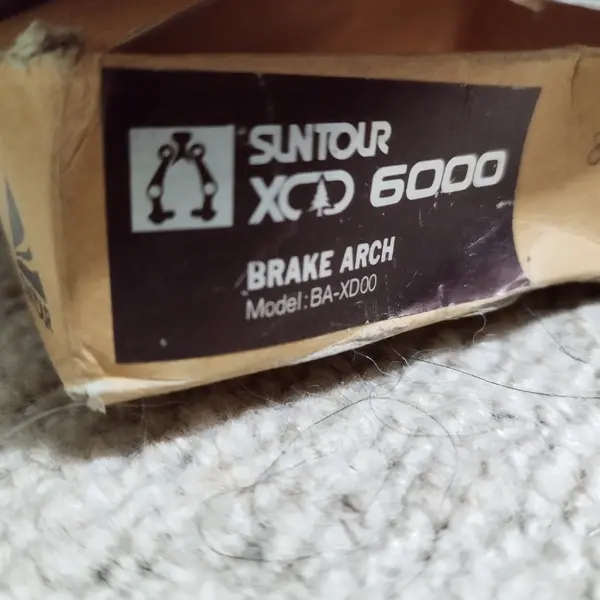 SUNTOUR
XCD 6000
BRAKE ARCH
Model: BA-XD00